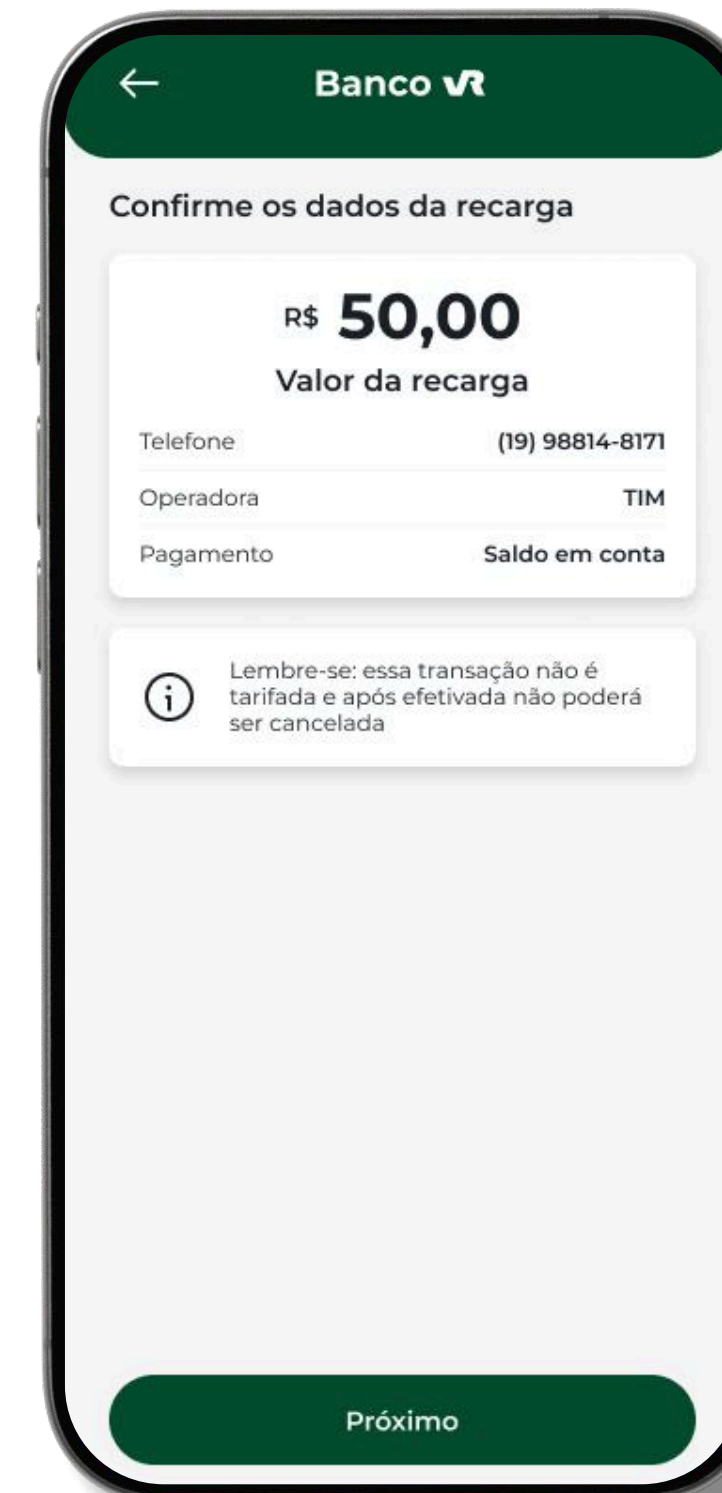 Banco VR
Confirme os dados da recarga
R$ 50,00
Valor da recarga
Telefone (19) 98814-8171
Operadora TIM
Pagamento Saldo em conta
Lembre-se: essa transação não é
tarifada e após efetivada não poderá
ser cancelada
Próximo